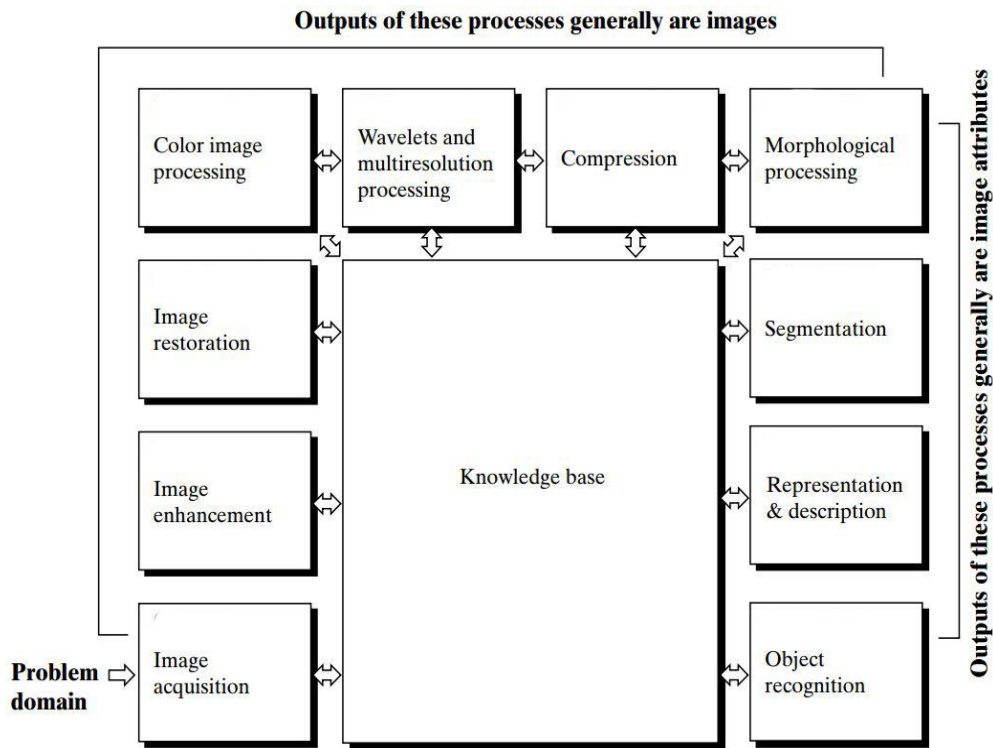 Outputs of these processes generally are images
Color image
processing
Wavelets and
multiresolution
processing
Compression
Morphological
processing
Outputs of these processes generally are image attributes
Image
restoration
Segmentation
Image
enhancement
Knowledge base
Representation
& description
Problem
domain
Image
acquisition
Object
recognition